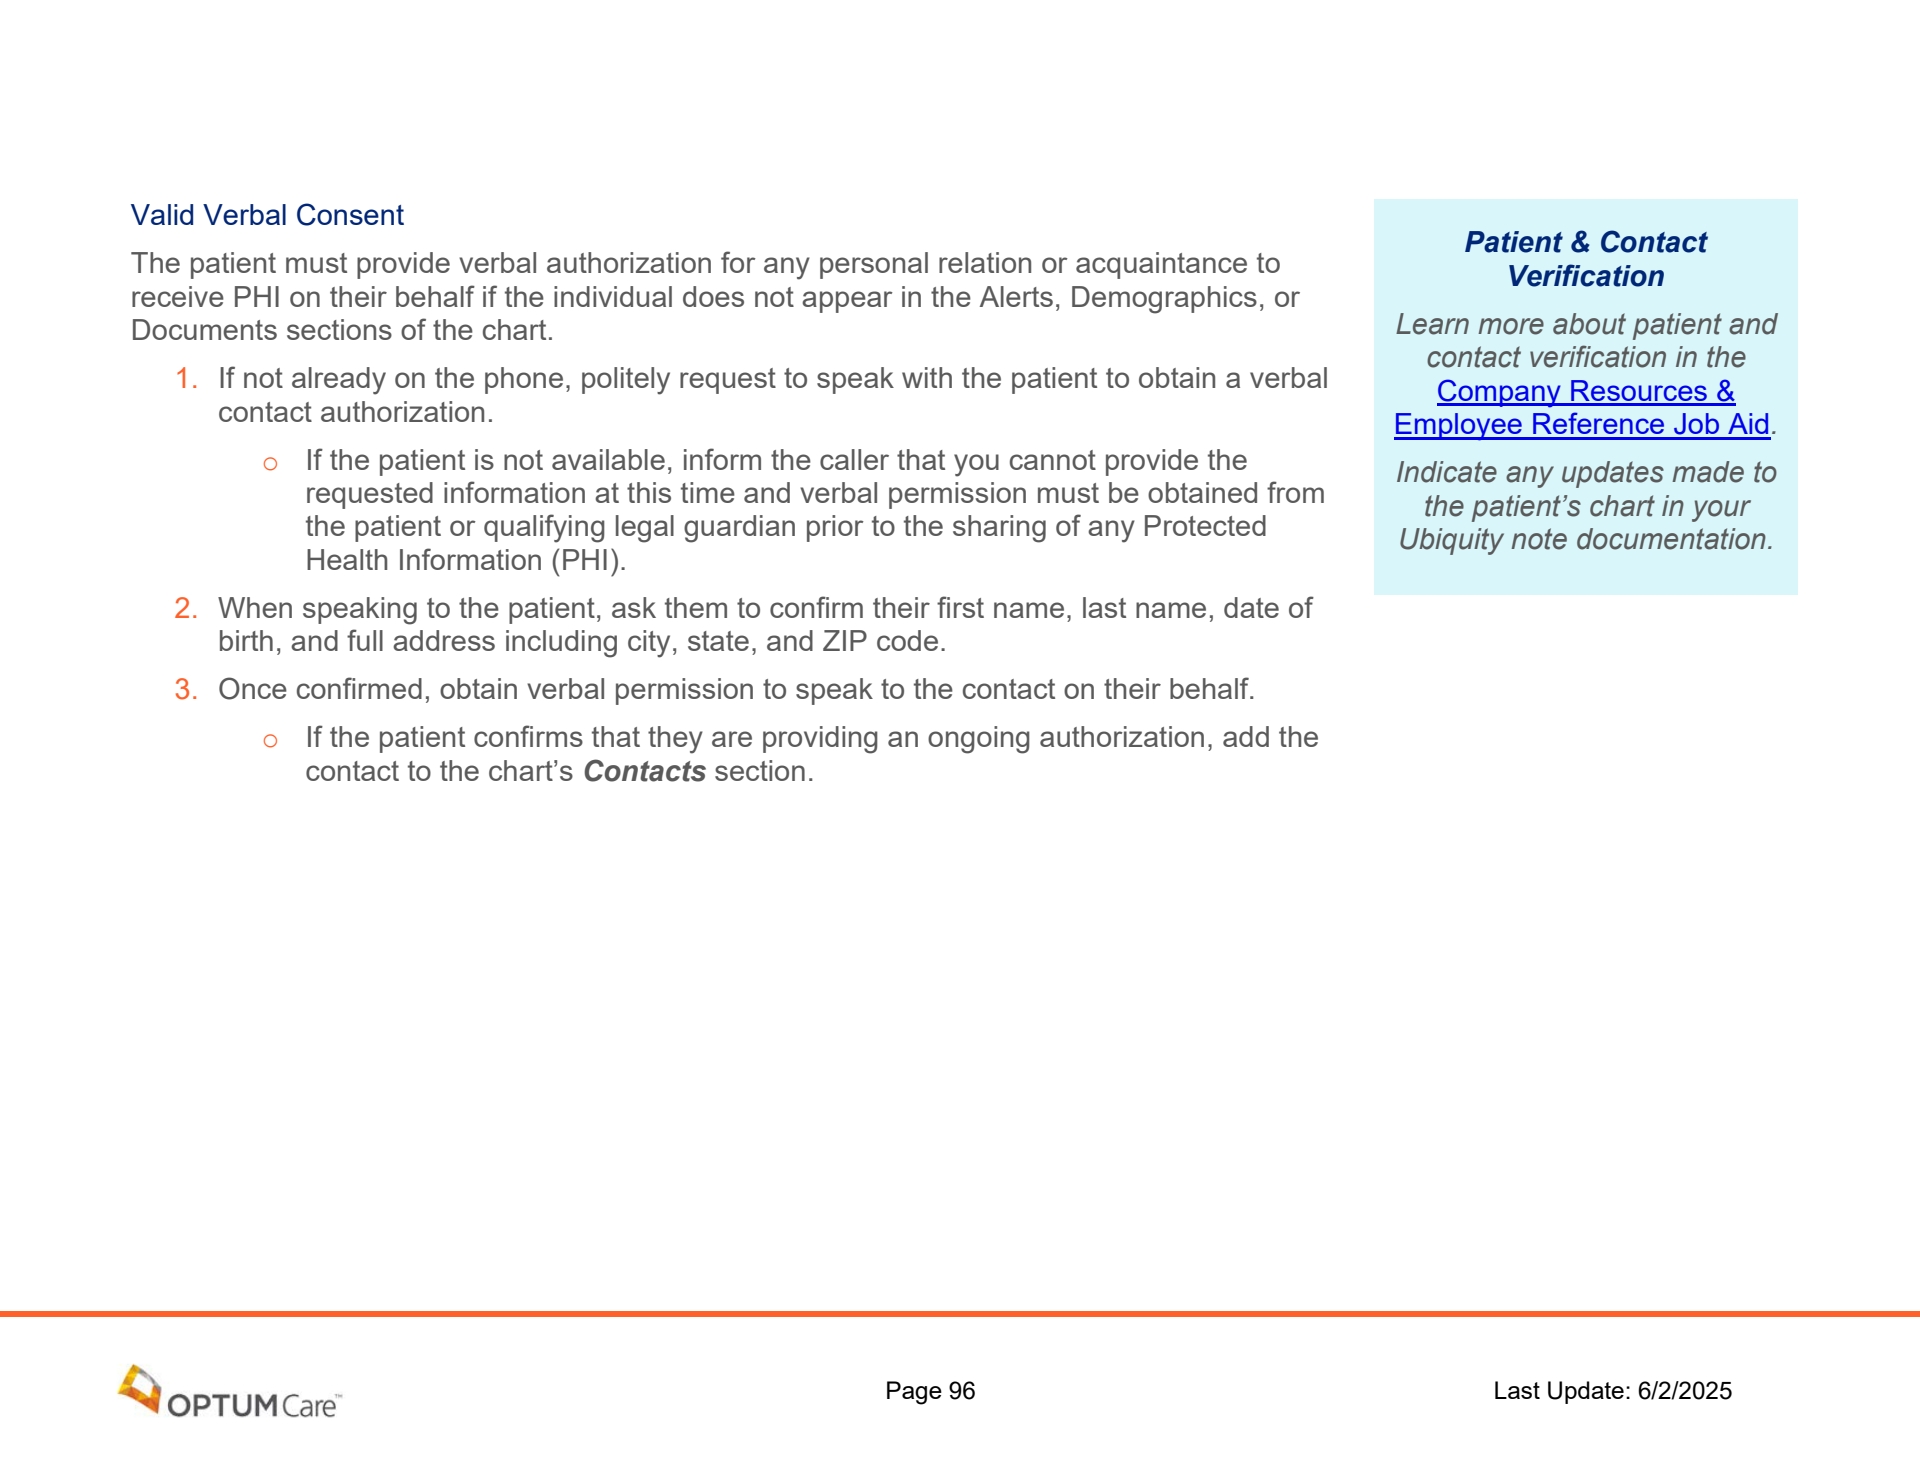 Valid Verbal Consent
The patient must provide verbal authorization for any personal relation or acquaintance to
receive PHI on their behalf if the individual does not appear in the Alerts, Demographics, or
Documents sections of the chart.
1. If not already on the phone, politely request to speak with the patient to obtain a verbal
contact authorization.
o If the patient is not available, inform the caller that you cannot provide the
requested information at this time and verbal permission must be obtained from
the patient or qualifying legal guardian prior to the sharing of any Protected
Health Information (PHI).
2. When speaking to the patient, ask them to confirm their first name, last name, date of
birth, and full address including city, state, and ZIP code.
3. Once confirmed, obtain verbal permission to speak to the contact on their behalf.
o If the patient confirms that they are providing an ongoing authorization, add the
contact to the chart’s Contacts section.
Patient & Contact
Verification
Learn more about patient and
contact verification in the
Company Resources &
Employee Reference Job Aid.
Indicate any updates made to
the patient’s chart in your
Ubiquity note documentation.
OPTUM Care™
Page 96
Last Update: 6/2/2025